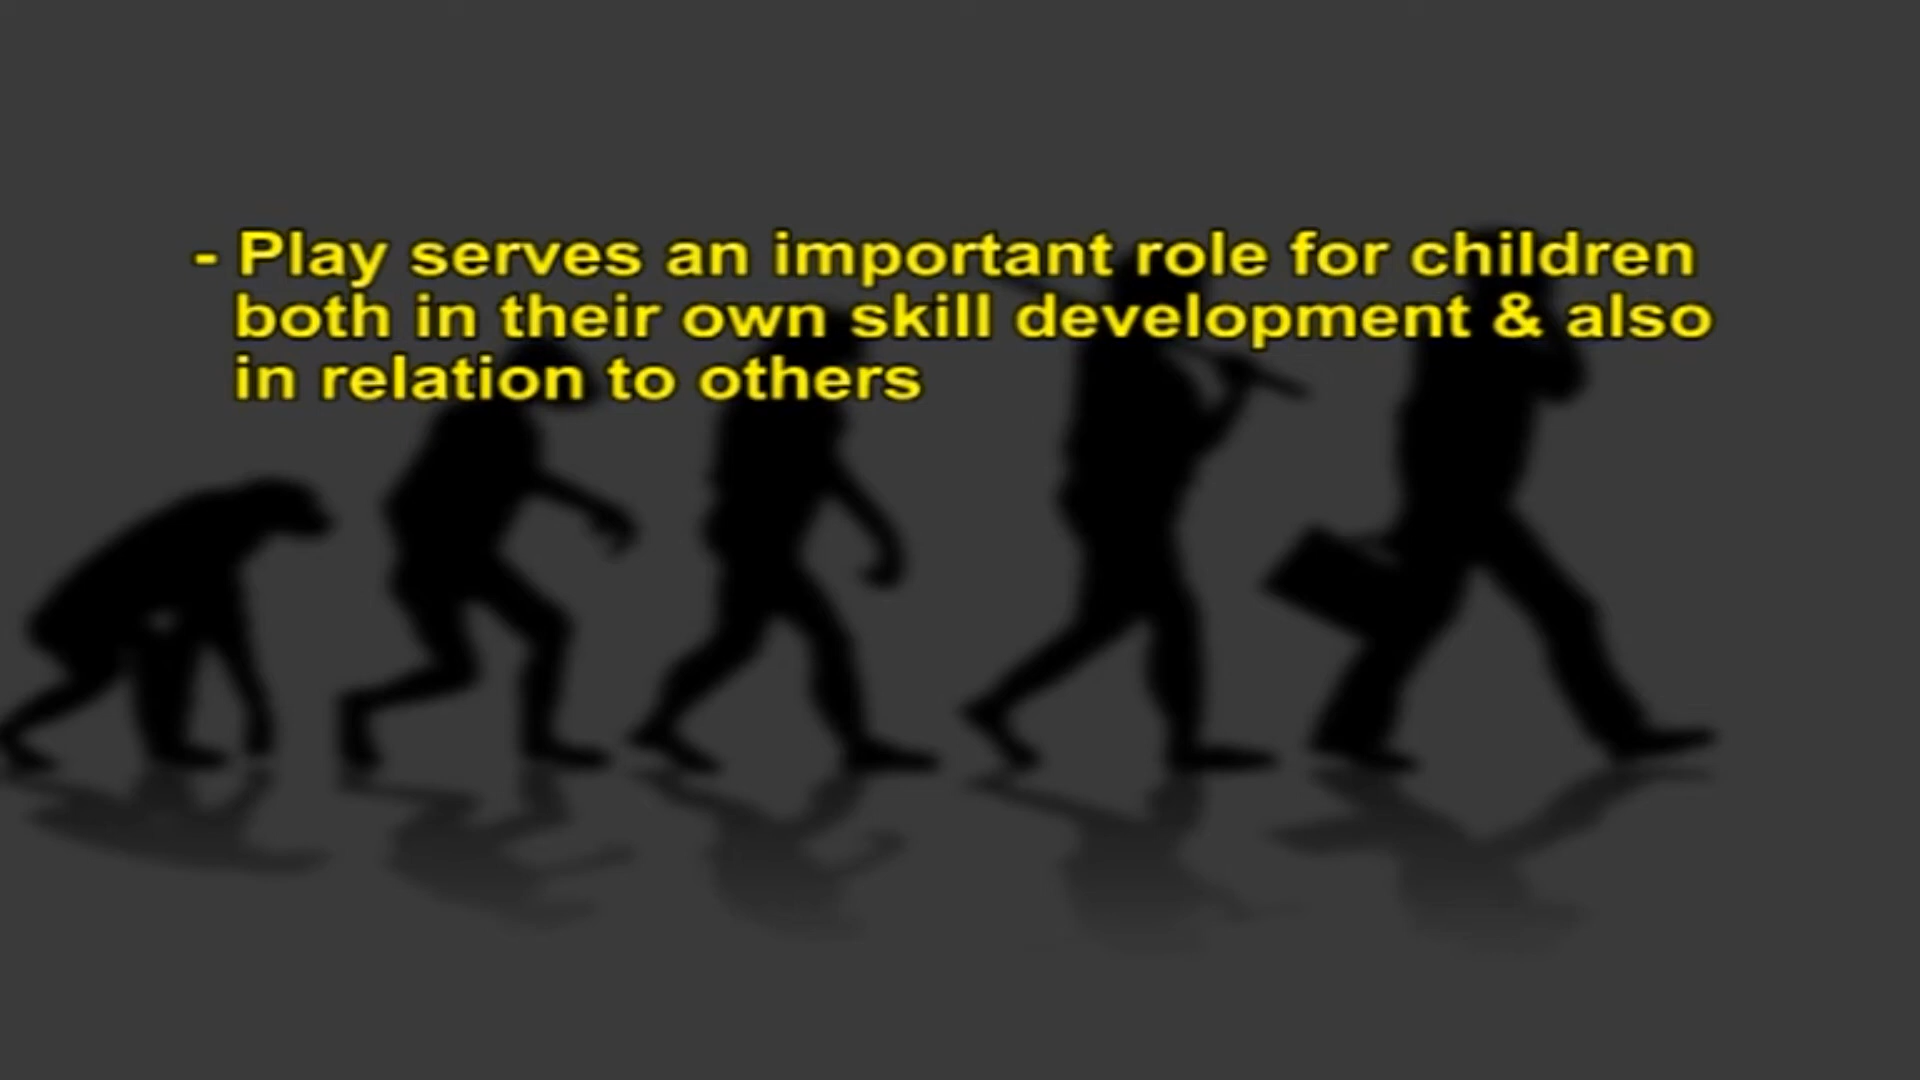 - Play serves an important role for children
both in their own skill development & also
in relation to others